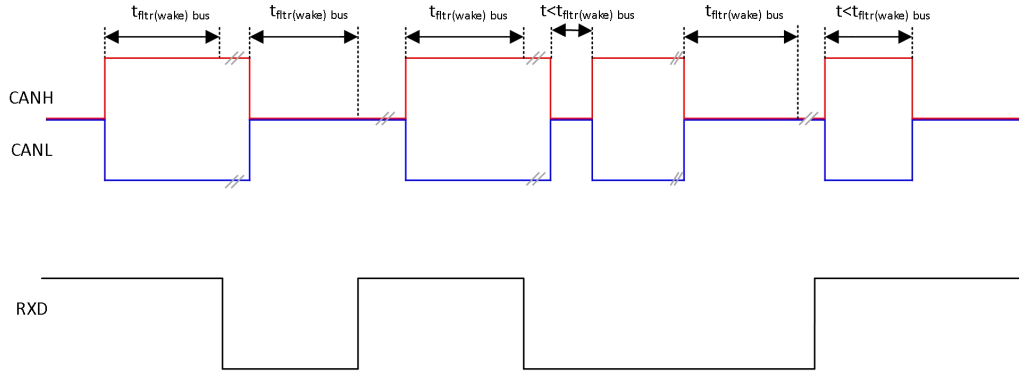 tfltr(wake) bus tfltr(wake) bus tfltr(wake) bus t<tfltr(wake) bus tfltr(wake) bus t<tfltr(wake) bus
CANH
CANL
RXD